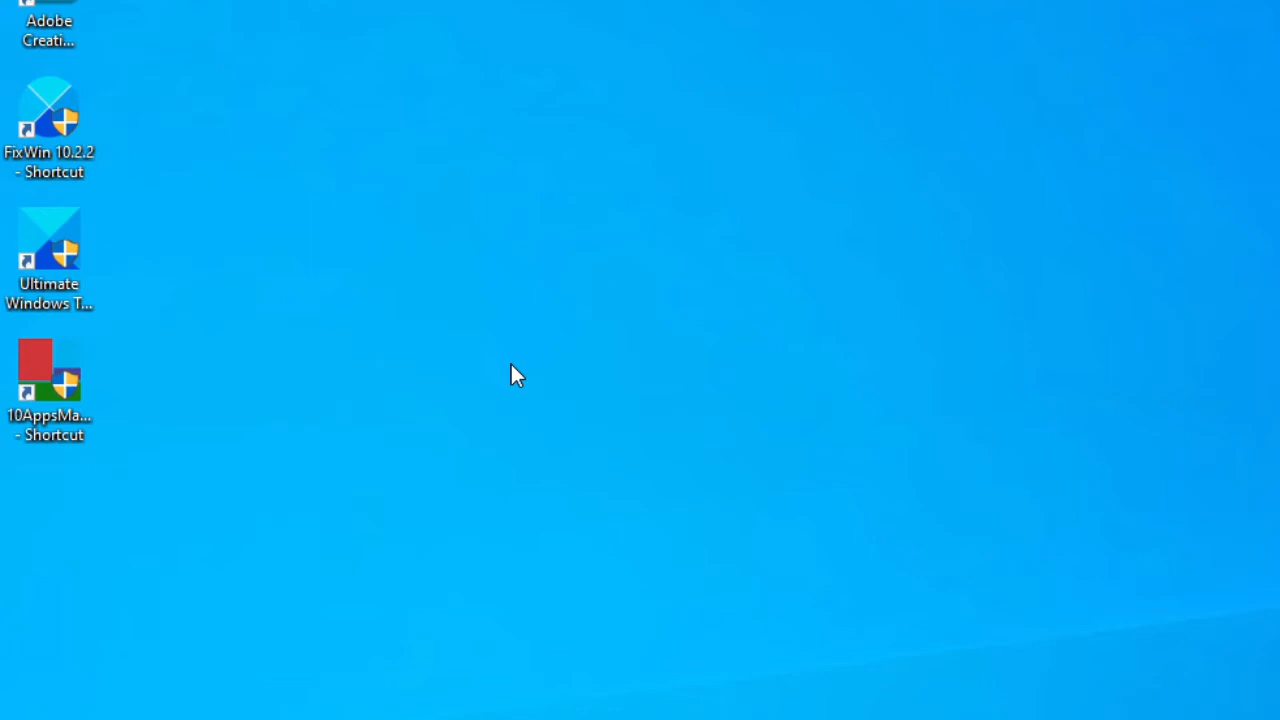 Adobe
Creati...
FixWin 10.2.2
- Shortcut
Ultimate
Windows T...
10AppsMa...
- Shortcut